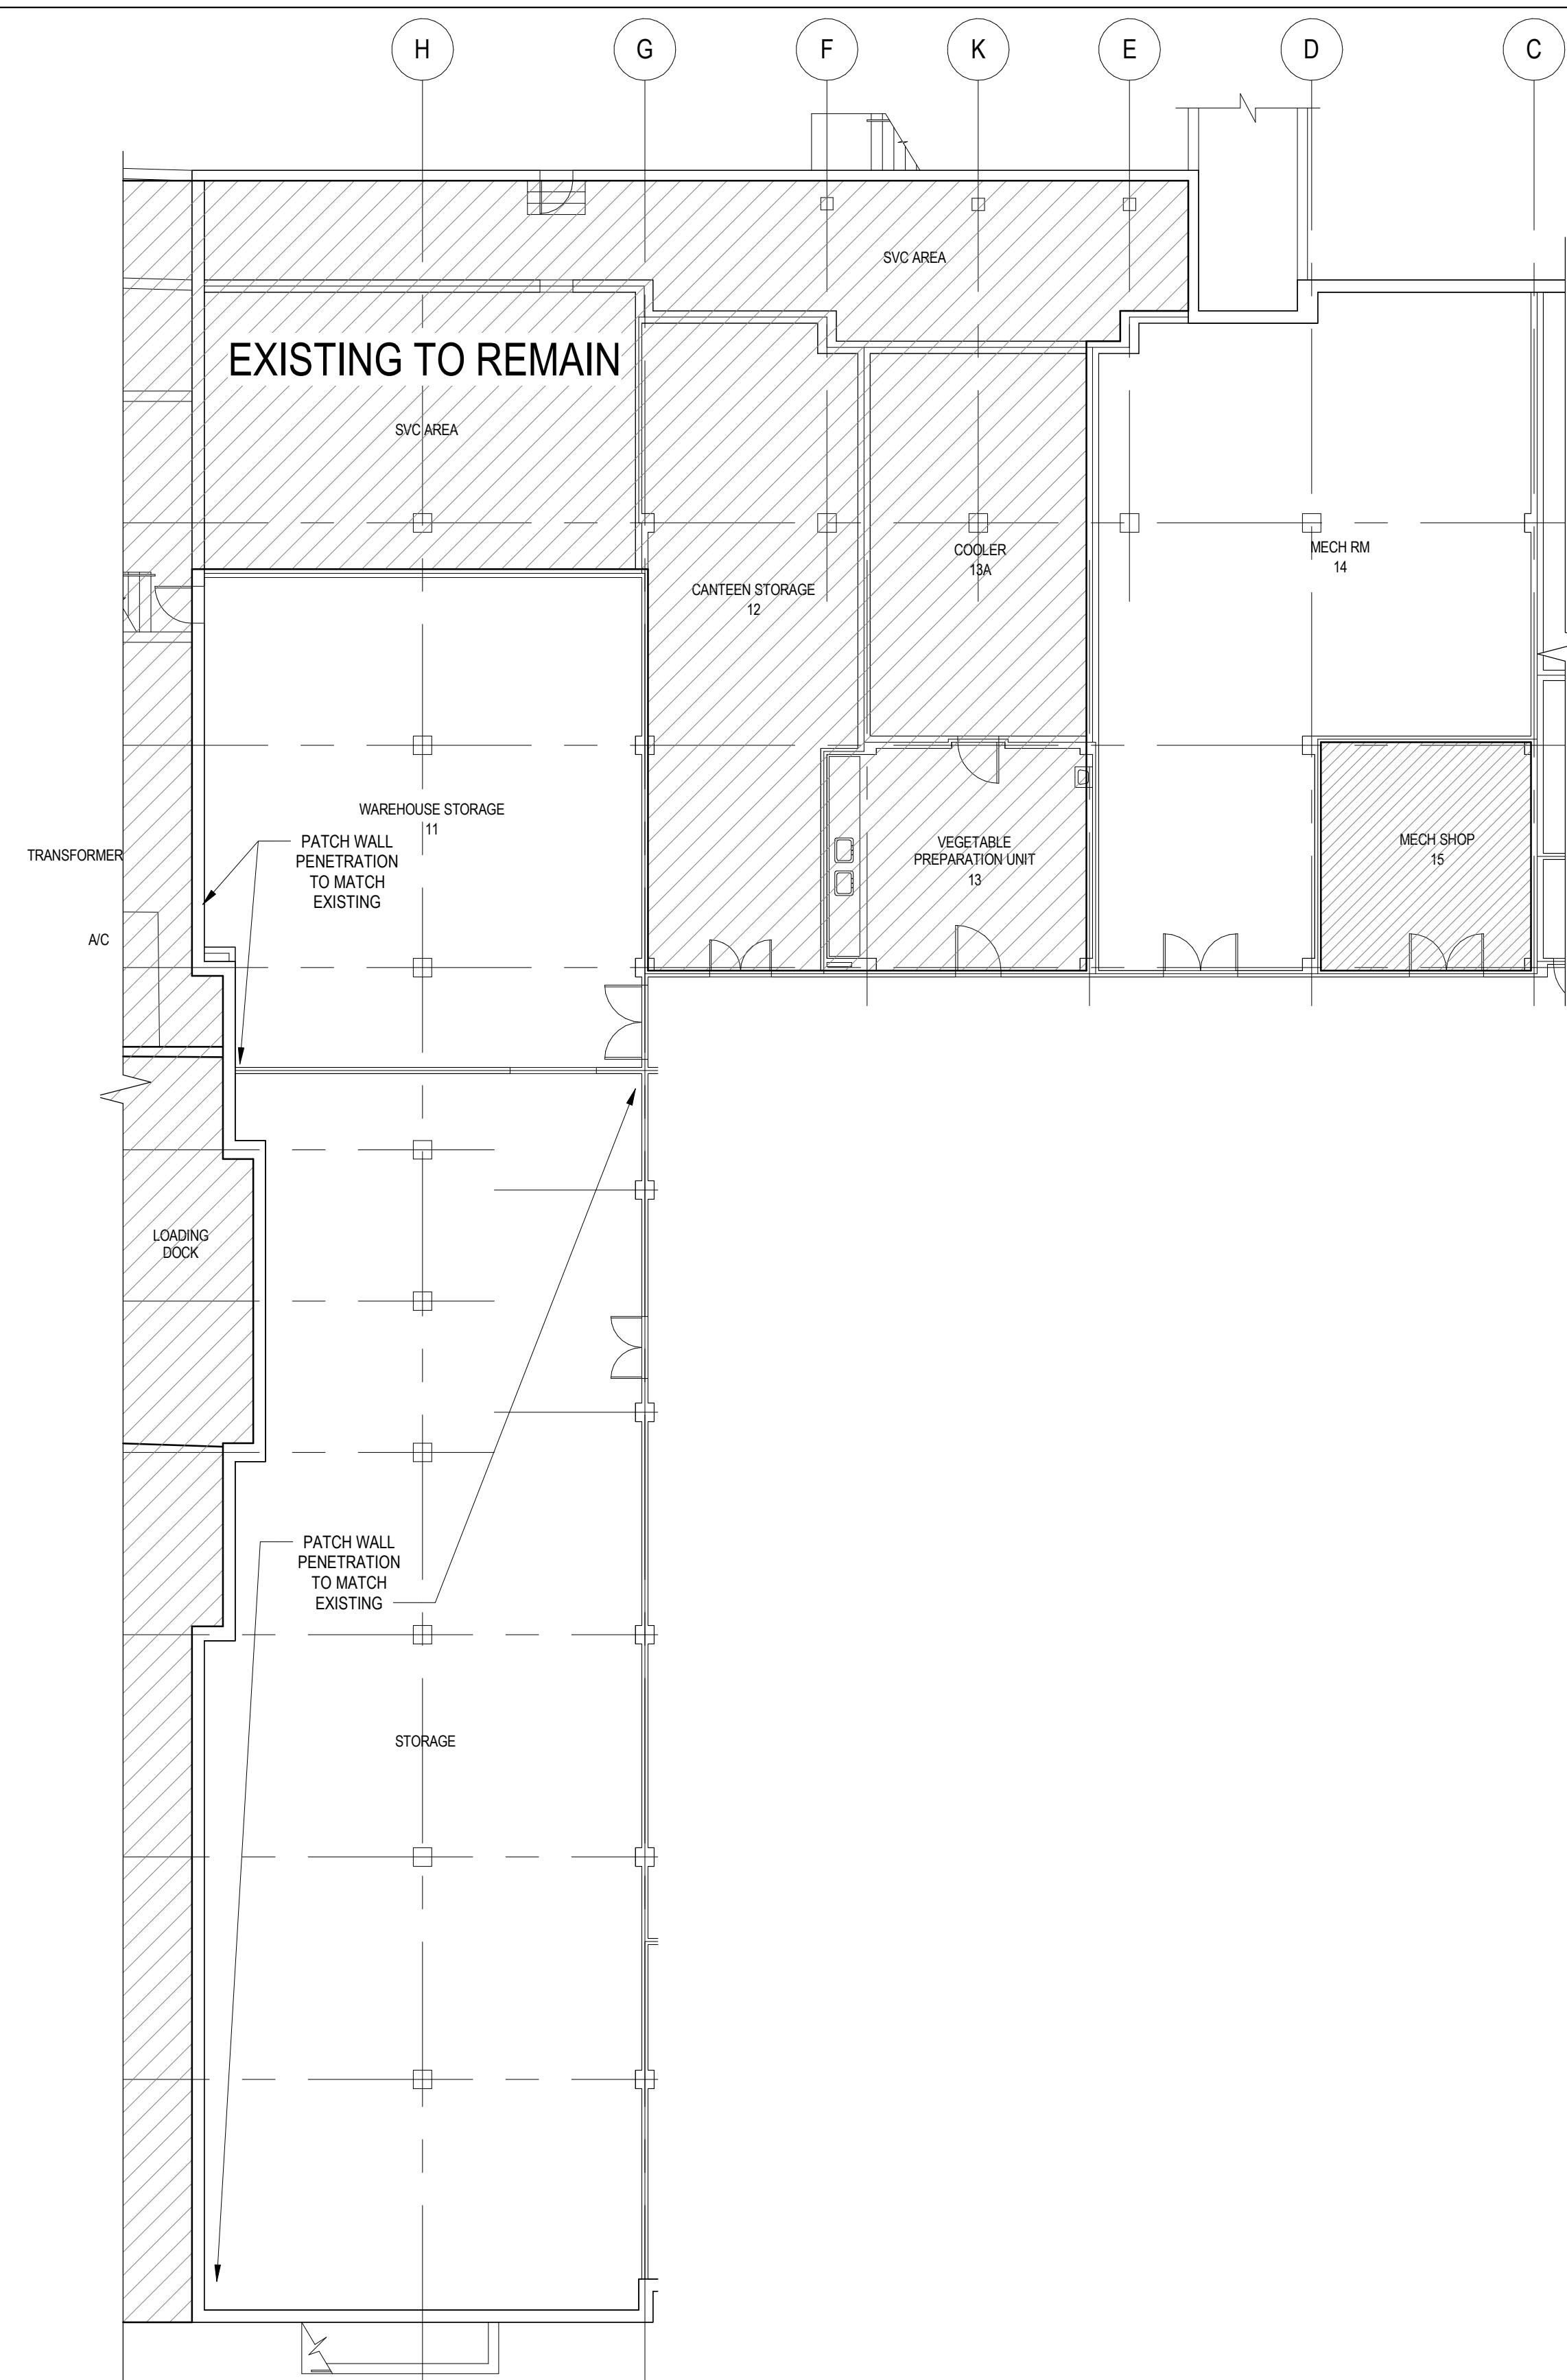 H
G
F
K
E
D
C
SVC AREA
EXISTING TO REMAIN
SVC AREA
CANTEEN STORAGE
12
COOLER
13A
MECH RM
14
WAREHOUSE STORAGE
11
PATCH WALL
PENETRATION
TO MATCH
EXISTING
TRANSFORMER
A/C
VEGETABLE
PREPARATION UNIT
13
MECH SHOP
15
LOADING
DOCK
PATCH WALL
PENETRATION
TO MATCH
EXISTING
STORAGE